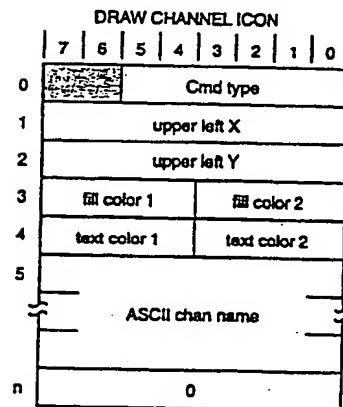 DRAW CHANNEL ICON
7 6 5 4 3 2 1 0
0 Cmd type
1 upper left X
2 upper left Y
3 fill color 1 fill color 2
4 text color 1 text color 2
5
ASCII chan name
n 0